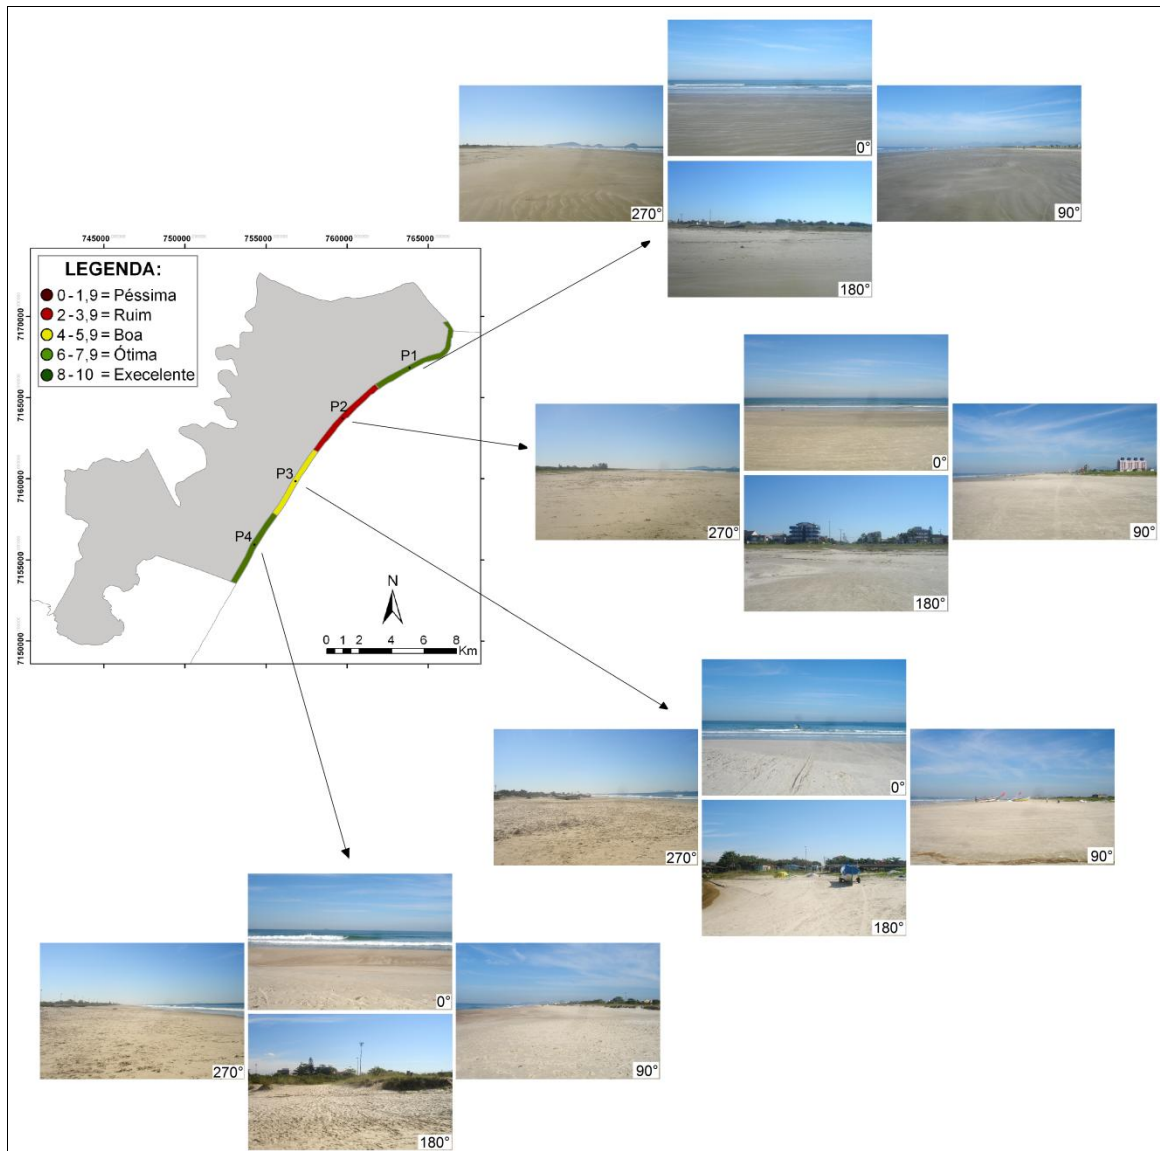 0°
270°
90°
180°
745000
750000
755000
760000
765000
LEGENDA:
0 - 1,9 = Péssima
2 - 3,9 = Ruim
4 - 5,9 = Boa
6 - 7,9 = Ótima
8 - 10 = Execelente
7170000
7165000
7160000
7155000
7150000
P1
P2
P3
P4
N
0 1 2 4 6 8
Km
0°
270°
90°
180°
0°
270°
90°
180°
0°
270°
90°
180°